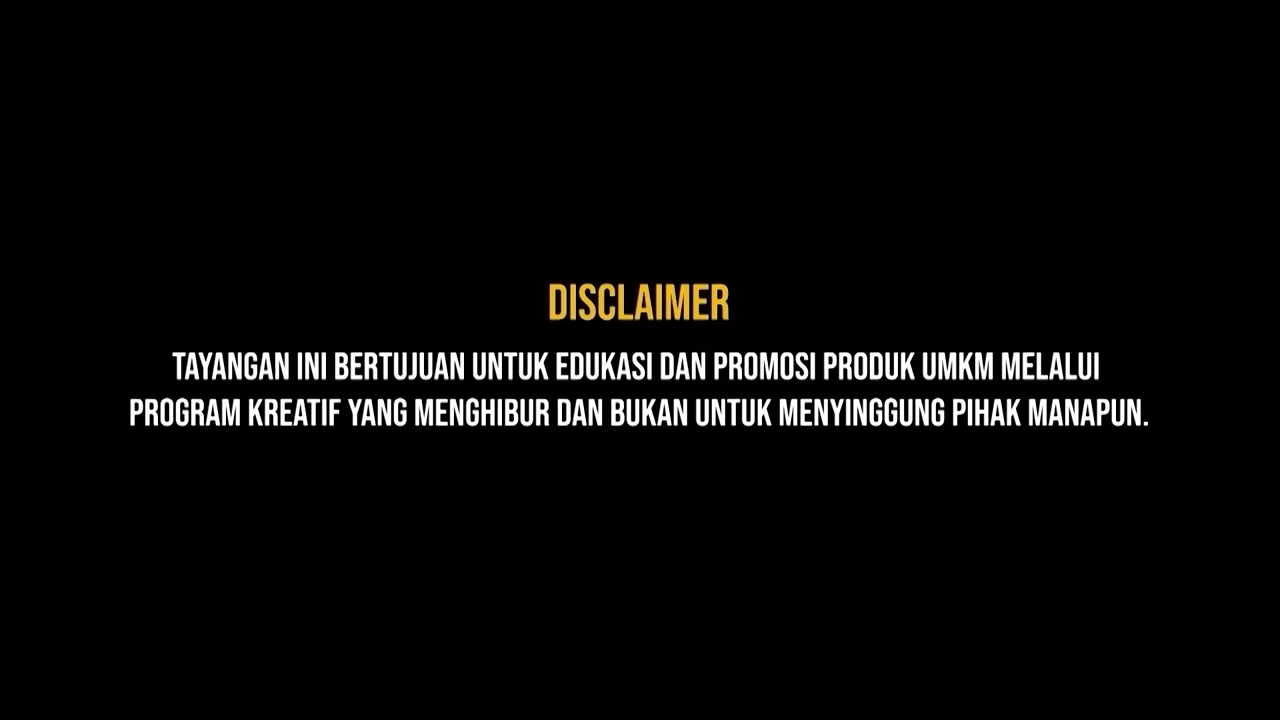 DISCLAIMER
TAYANGAN INI BERTUJUAN UNTUK EDUKASI DAN PROMOSI PRODUK UMKM MELALUI
PROGRAM KREATIF YANG MENGHIBUR DAN BUKAN UNTUK MENYINGGUNG PIHAK MANAPUN.